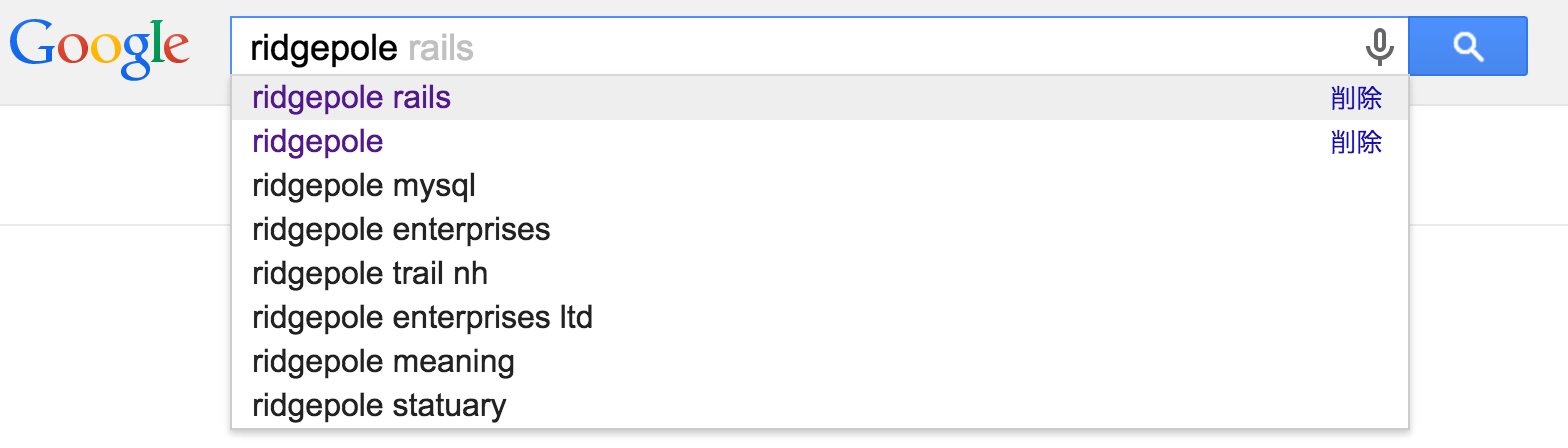 Google
ridgepole rails
ridgepole rails 削除
ridgepole 削除
ridgepole mysql
ridgepole enterprises
ridgepole trail nh
ridgepole enterprises ltd
ridgepole meaning
ridgepole statuary